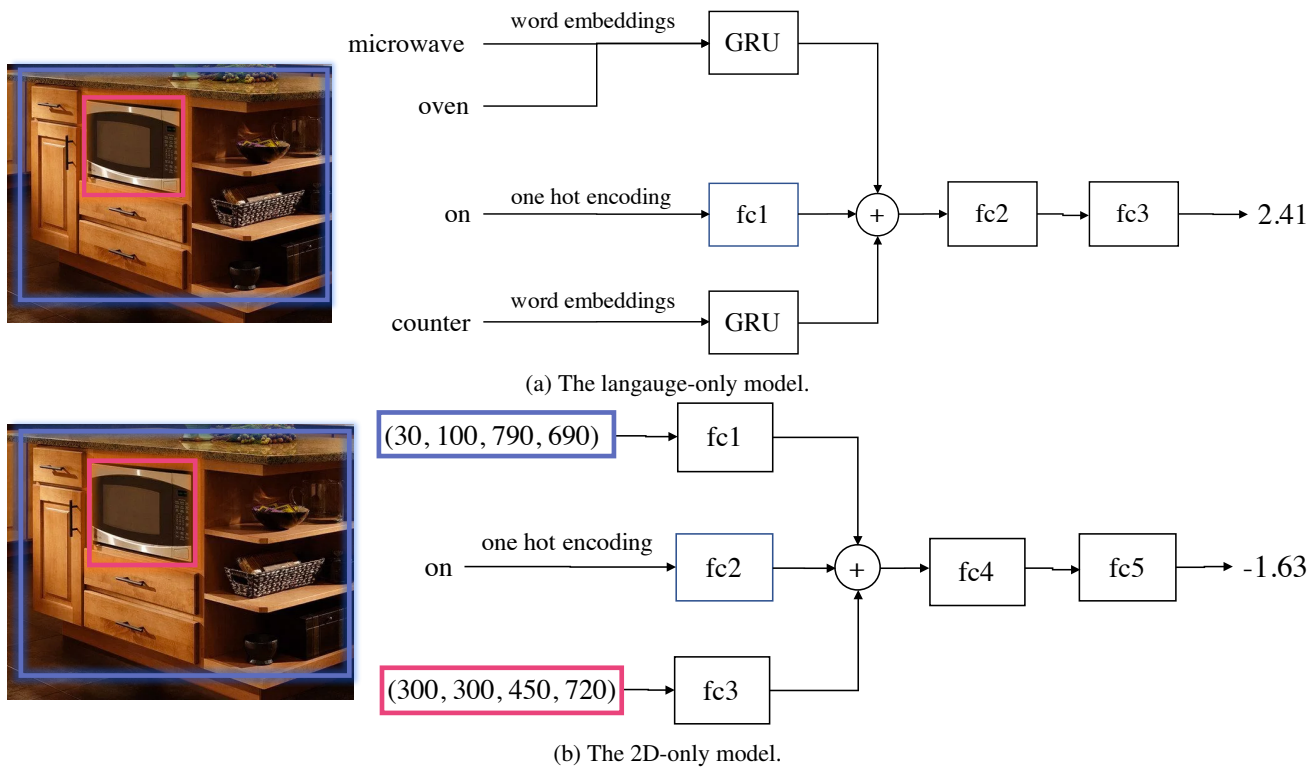 word embeddings
microwave
GRU
oven
one hot encoding
on
fc1
+
fc2
fc3
2.41
word embeddings
counter
GRU
(a) The langauge-only model.
(30, 100, 790, 690)
fc1
one hot encoding
on
fc2
+
fc4
fc5
-1.63
(300, 300, 450, 720)
fc3
(b) The 2D-only model.